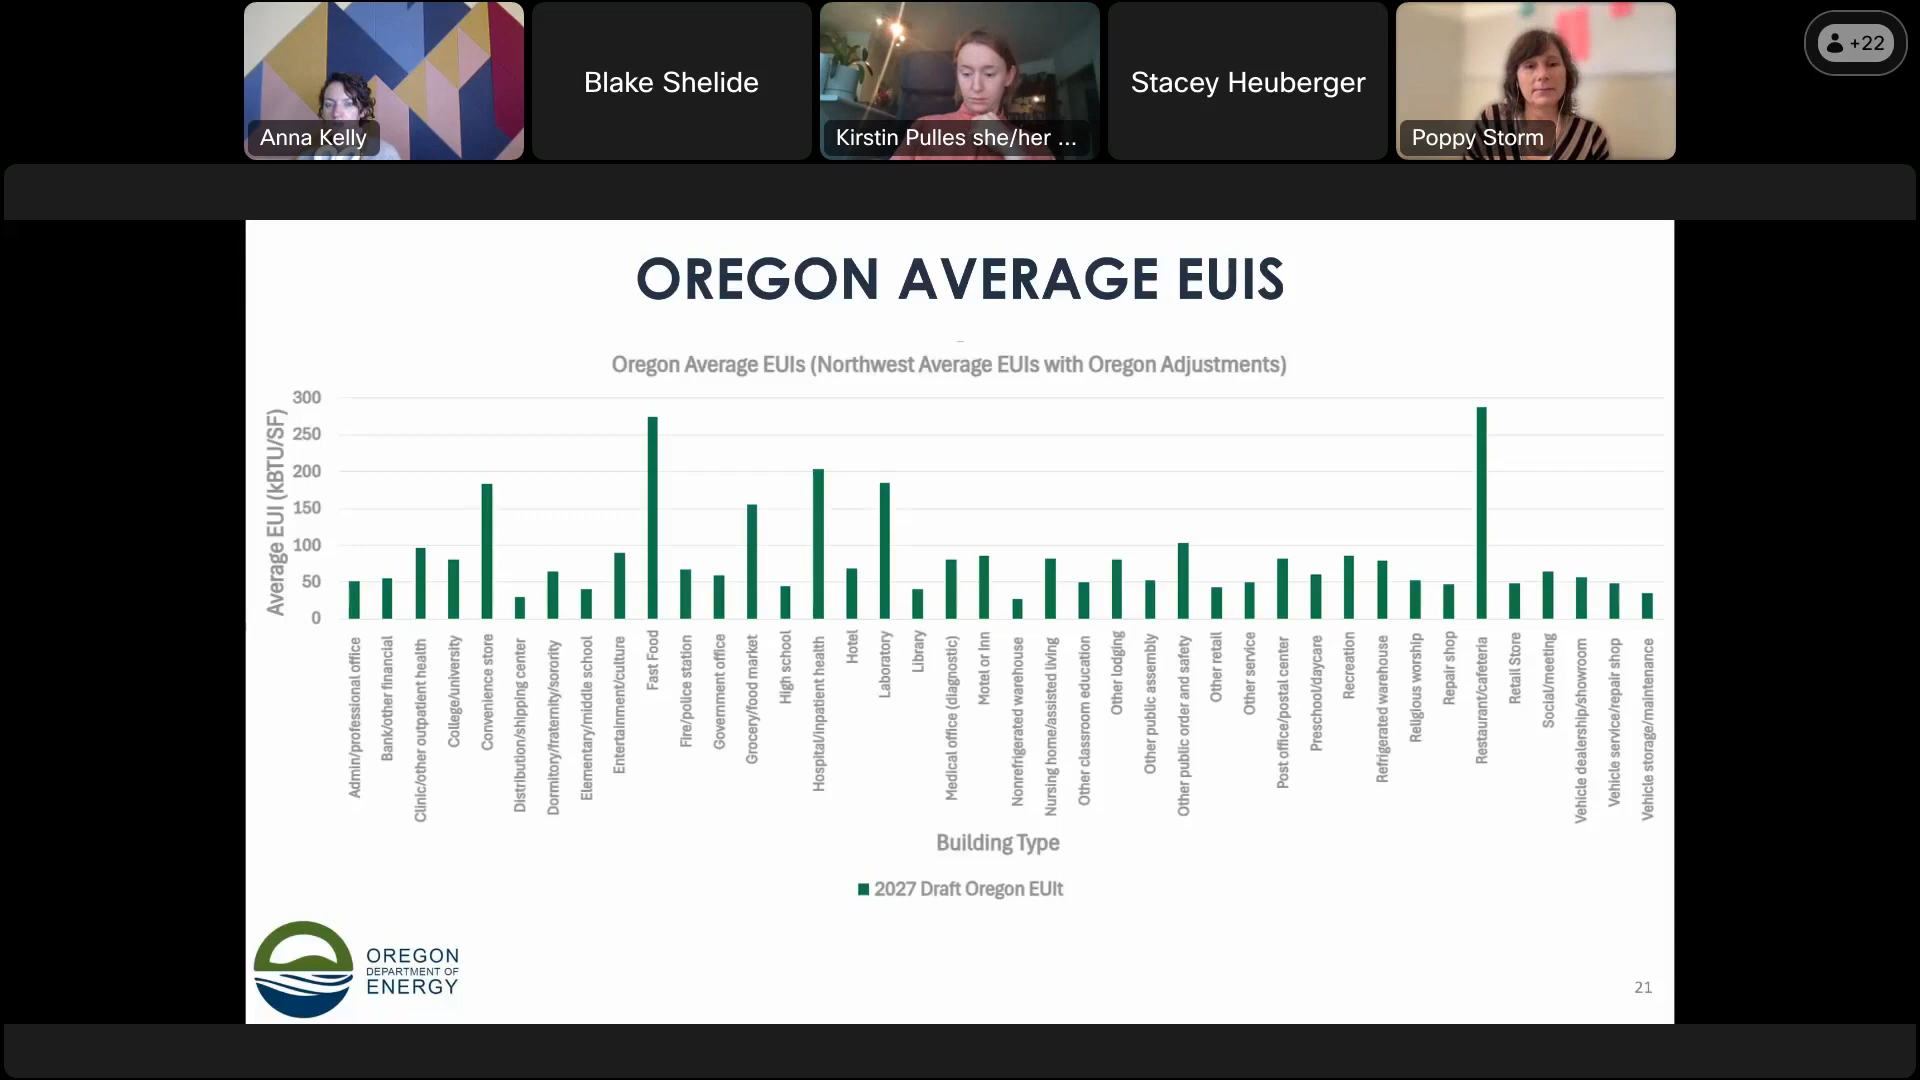 Anna Kelly
Blake Shelide
Kirstin Pulles she/her ...
Stacey Heuberger
Poppy Storm
+22
OREGON AVERAGE EUIS
Oregon Average EUIs (Northwest Average EUIs with Oregon Adjustments)
Average EUI (kBTU/SF)
300
250
200
150
100
50
0
Admin/professional office
Bank/other financial
Clinic/other outpatient health
College/university
Convenience store
Distribution/shipping center
Dormitory/fraternity/sorority
Elementary/middle school
Entertainment/culture
Fast Food
Fire/police station
Government office
Grocery/food market
High school
Hospital/inpatient health
Hotel
Laboratory
Library
Medical office (diagnostic)
Motel or Inn
Nonrefrigerated warehouse
Nursing home/assisted living
Other classroom education
Other lodging
Other public assembly
Other public order and safety
Other retail
Other service
Post office/postal center
Preschool/daycare
Recreation
Refrigerated warehouse
Religious worship
Repair shop
Restaurant/cafeteria
Retail Store
Social/meeting
Vehicle dealership/showroom
Vehicle service/repair shop
Vehicle storage/maintenance
Building Type
2027 Draft Oregon EUIt
OREGON
DEPARTMENT OF
ENERGY
21